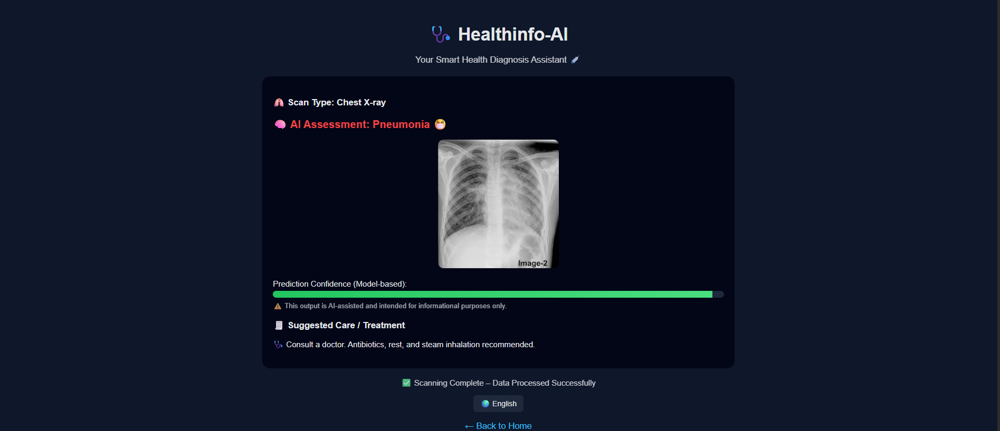 Healthinfo-AI
Your Smart Health Diagnosis Assistant
Scan Type: Chest X-ray
AI Assessment: Pneumonia
Image-2
Prediction Confidence (Model-based):
This output is AI-assisted and intended for informational purposes only.
Suggested Care / Treatment
Consult a doctor. Antibiotics, rest, and steam inhalation recommended.
Scanning Complete – Data Processed Successfully
English
← Back to Home